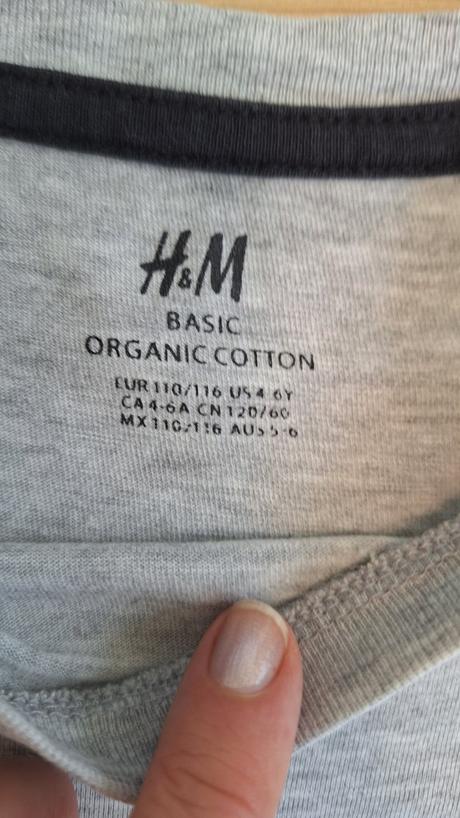 H&M
BASIC
ORGANIC COTTON
EUR 110/116 US 4-6Y
CA 4-6A CN 120/60
MX 110/116 AUS 5-6